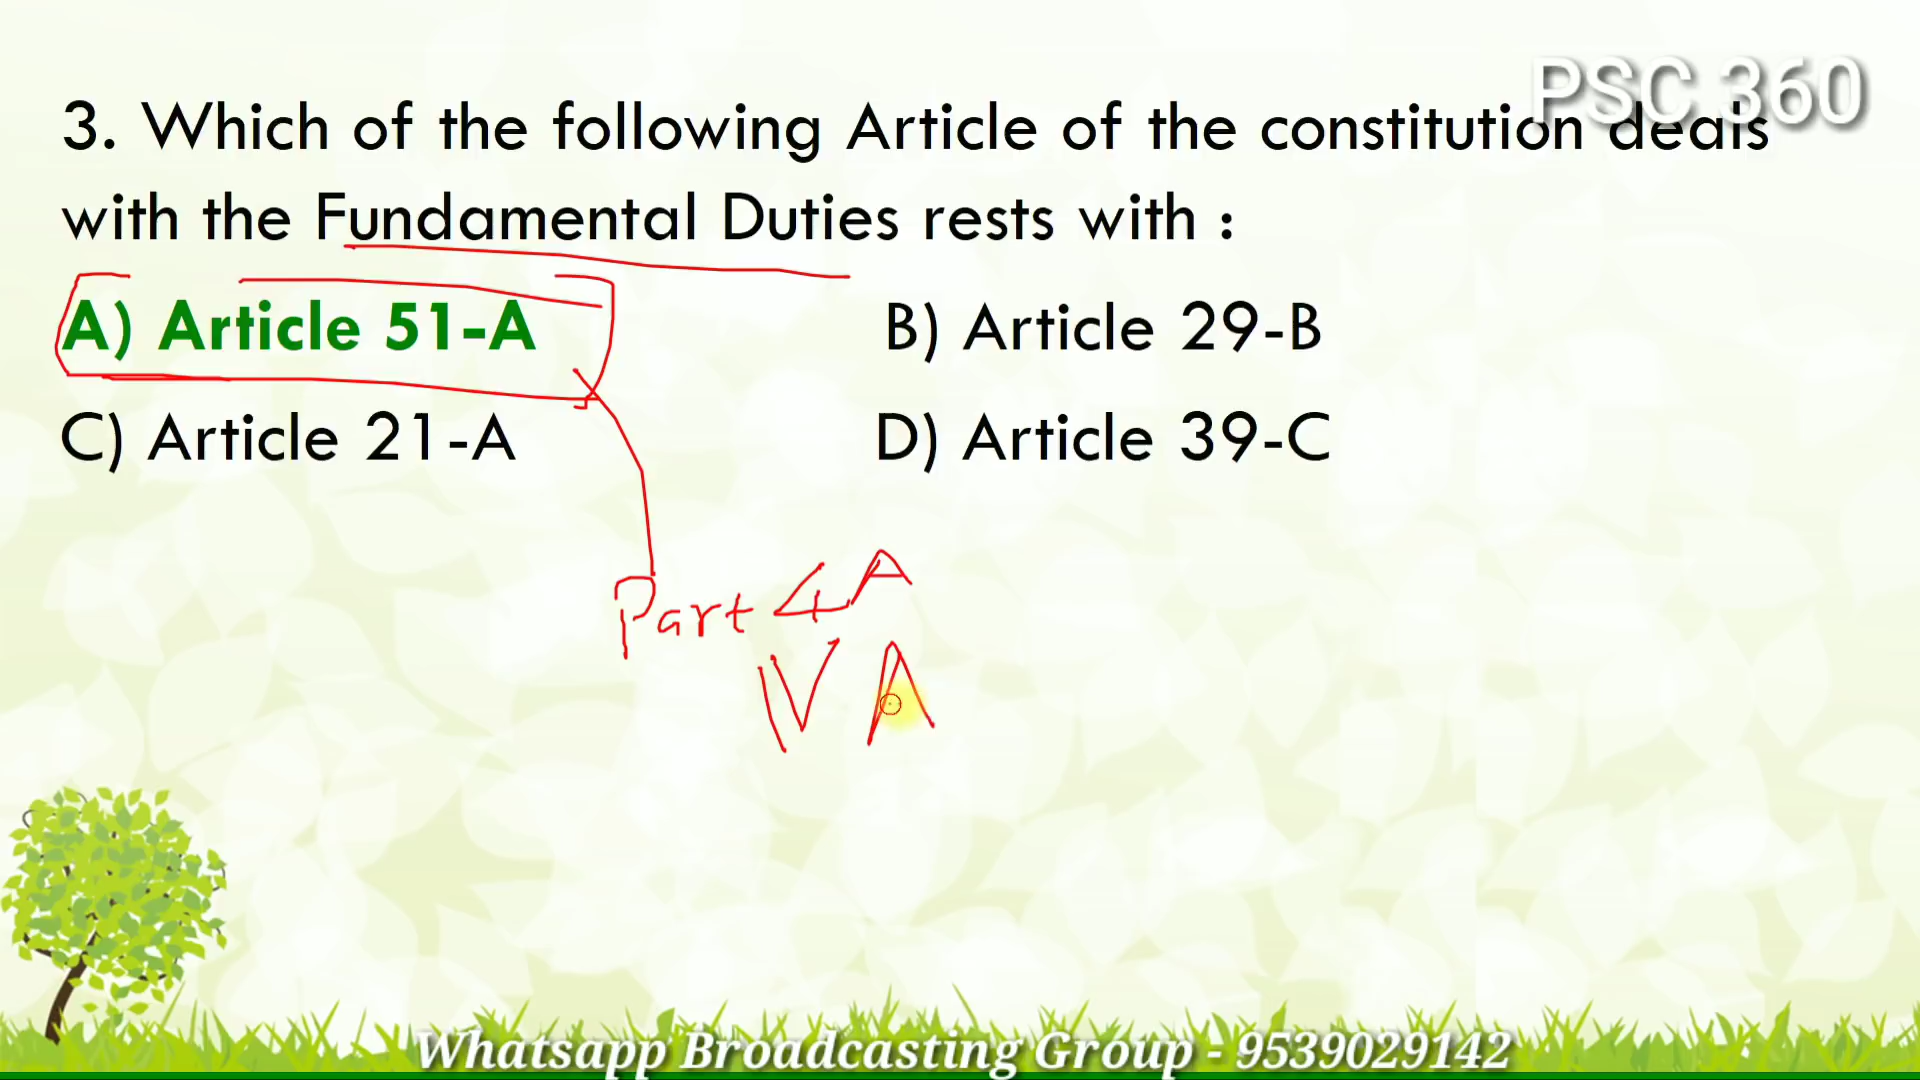 PSC 360
3. Which of the following Article of the constitution deals
with the Fundamental Duties rests with :
A) Article 51-A
B) Article 29-B
C) Article 21-A
D) Article 39-C
Part 4A
IV A
Whatsapp Broadcasting Group - 9539029142